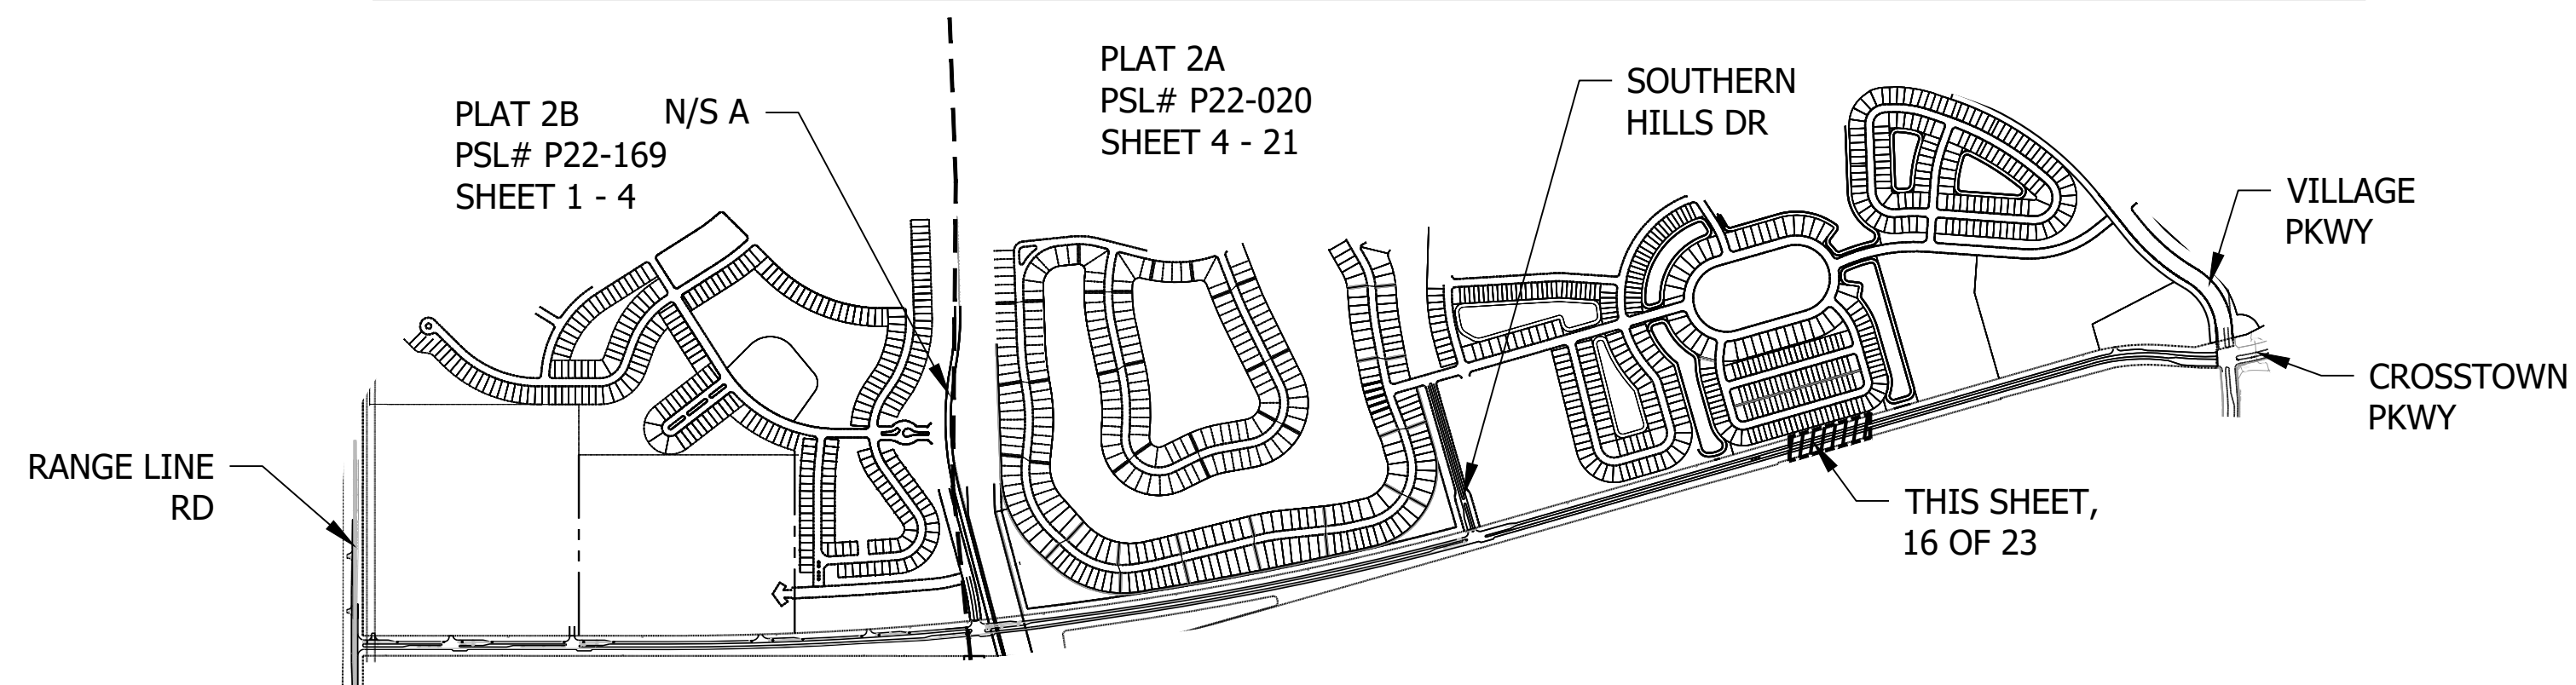 PLAT 2B
PSL# P22-169
SHEET 1 - 4
N/S A
PLAT 2A
PSL# P22-020
SHEET 4 - 21
SOUTHERN
HILLS DR
VILLAGE
PKWY
CROSSTOWN
PKWY
RANGE LINE
RD
THIS SHEET,
16 OF 23